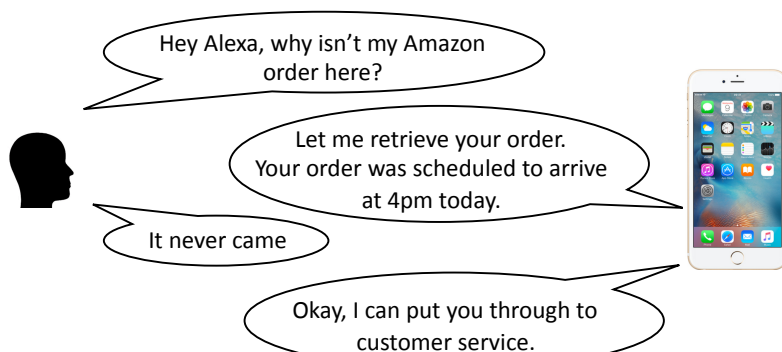 Hey Alexa, why isn’t my Amazon
order here?
Let me retrieve your order.
Your order was scheduled to arrive
at 4pm today.
It never came
Okay, I can put you through to
customer service.